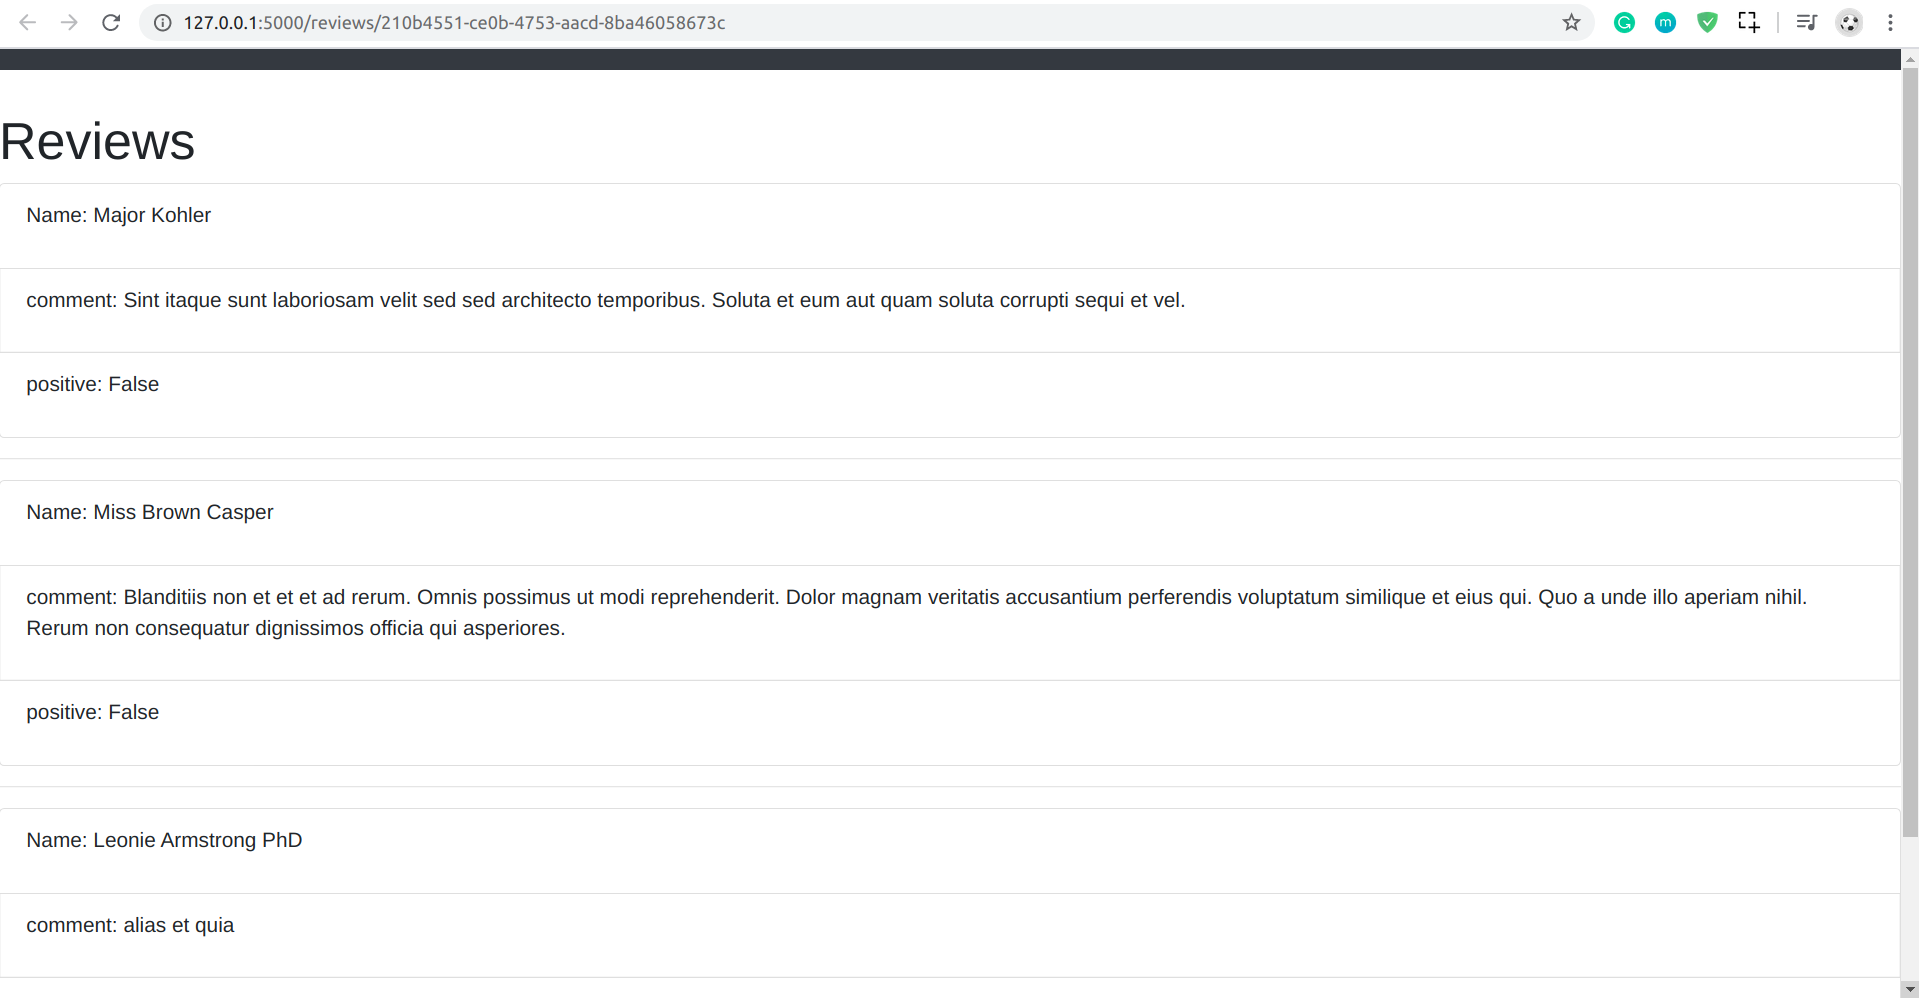 127.0.0.1:5000/reviews/210b4551-ce0b-4753-aacd-8ba46058673c
Reviews
Name: Major Kohler
comment: Sint itaque sunt laboriosam velit sed sed architecto temporibus. Soluta et eum aut quam soluta corrupti sequi et vel.
positive: False
Name: Miss Brown Casper
comment: Blanditiis non et et et ad rerum. Omnis possimus ut modi reprehenderit. Dolor magnam veritatis accusantium perferendis voluptatum similique et eius qui. Quo a unde illo aperiam nihil.
Rerum non consequatur dignissimos officia qui asperiores.
positive: False
Name: Leonie Armstrong PhD
comment: alias et quia